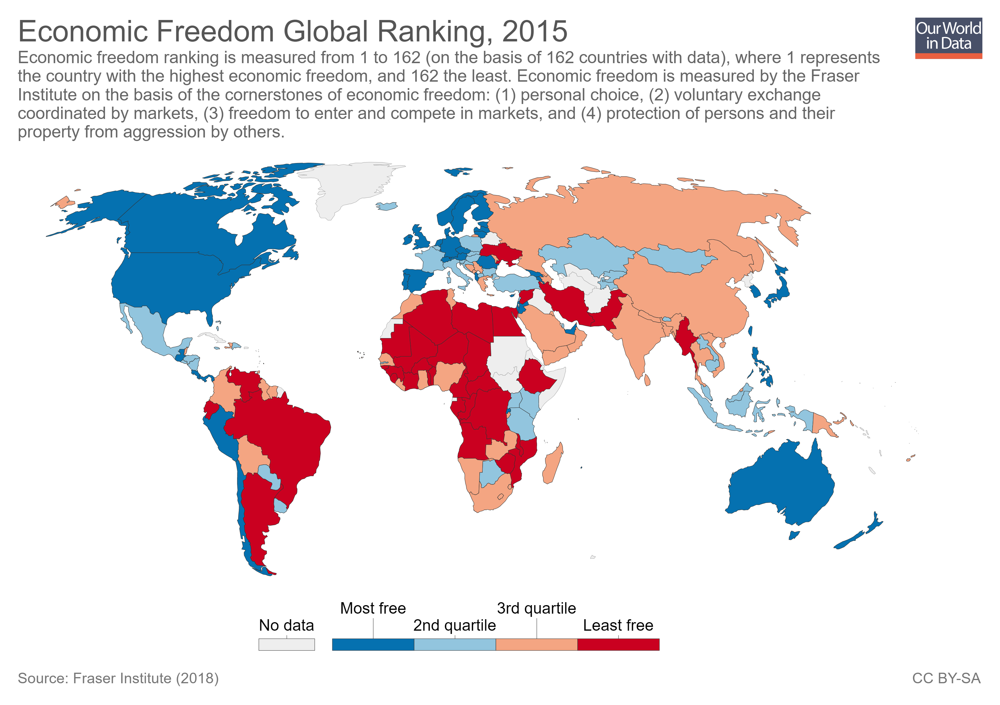 Economic Freedom Global Ranking, 2015
Our World
in Data
Economic freedom ranking is measured from 1 to 162 (on the basis of 162 countries with data), where 1 represents
the country with the highest economic freedom, and 162 the least. Economic freedom is measured by the Fraser
Institute on the basis of the cornerstones of economic freedom: (1) personal choice, (2) voluntary exchange
coordinated by markets, (3) freedom to enter and compete in markets, and (4) protection of persons and their
property from aggression by others.
Most free
3rd quartile
No data
2nd quartile
Least free
Source: Fraser Institute (2018)
CC BY-SA